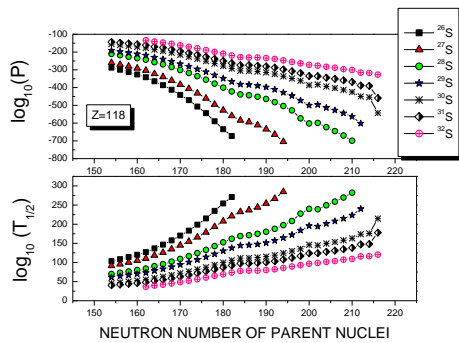 -100
-200
-300
-400
-500
-600
-700
-800
log₁₀(P)
Z=118
150 160 170 180 190 200 210 220
²⁶S
²⁷S
²⁸S
²⁹S
³⁰S
³¹S
³²S
300
250
200
150
100
50
0
log₁₀ (T₁/₂)
150 160 170 180 190 200 210 220
NEUTRON NUMBER OF PARENT NUCLEI